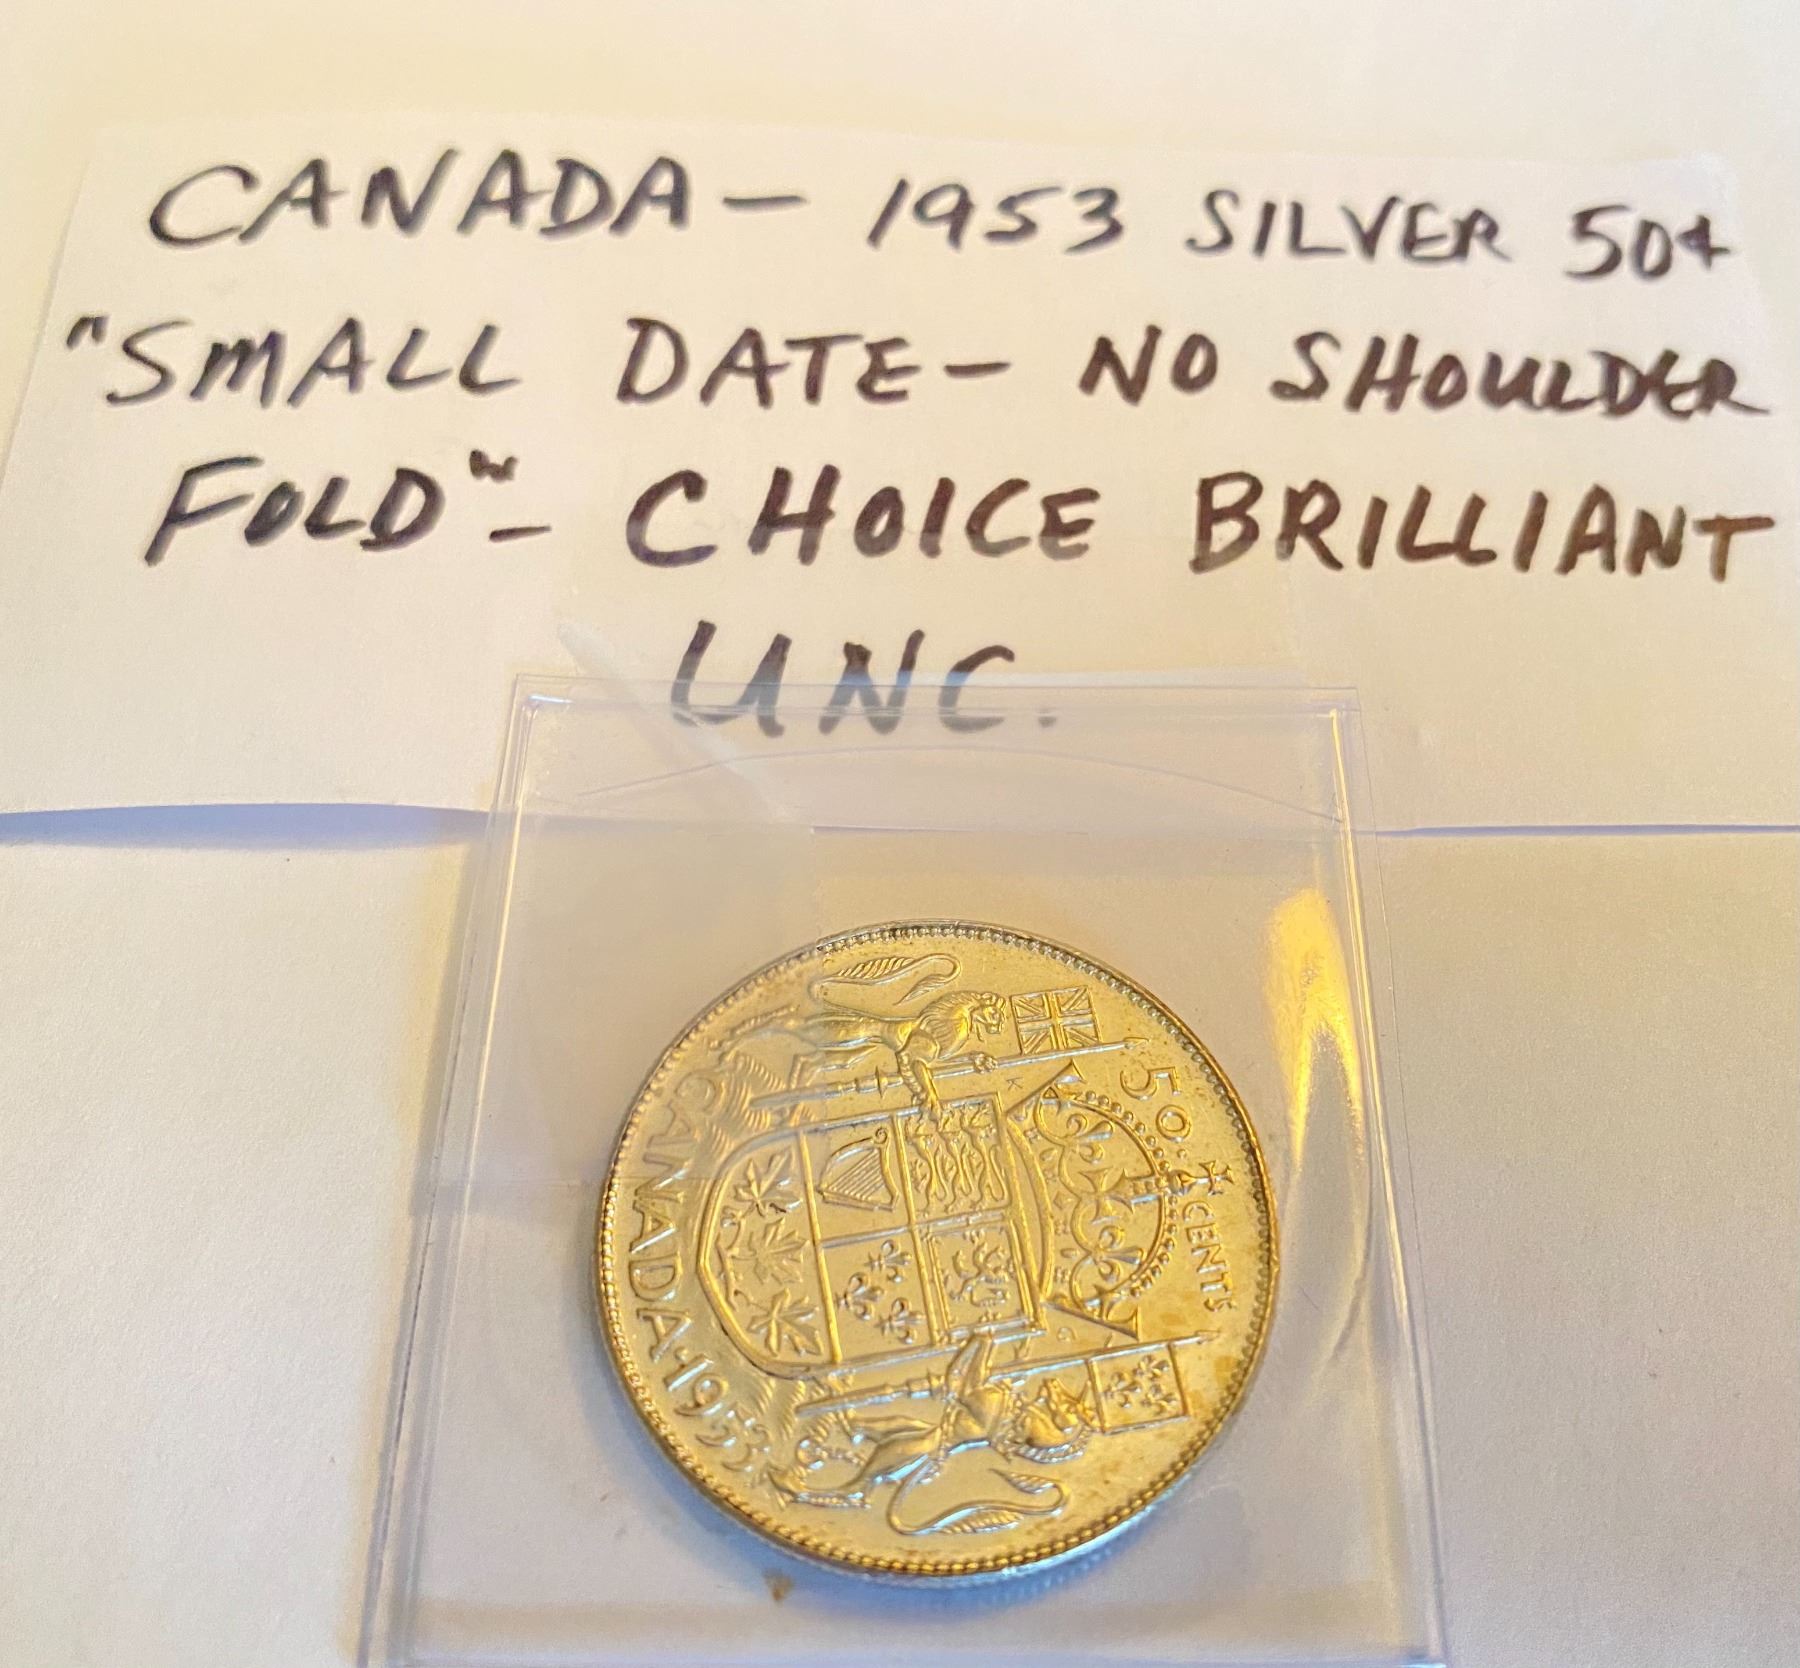 CANADA - 1953 SILVER 50¢
"SMALL DATE - NO SHOULDER
FOLD" - CHOICE BRILLIANT
UNC.
50 · CENTS
K G
CANADA · 1953